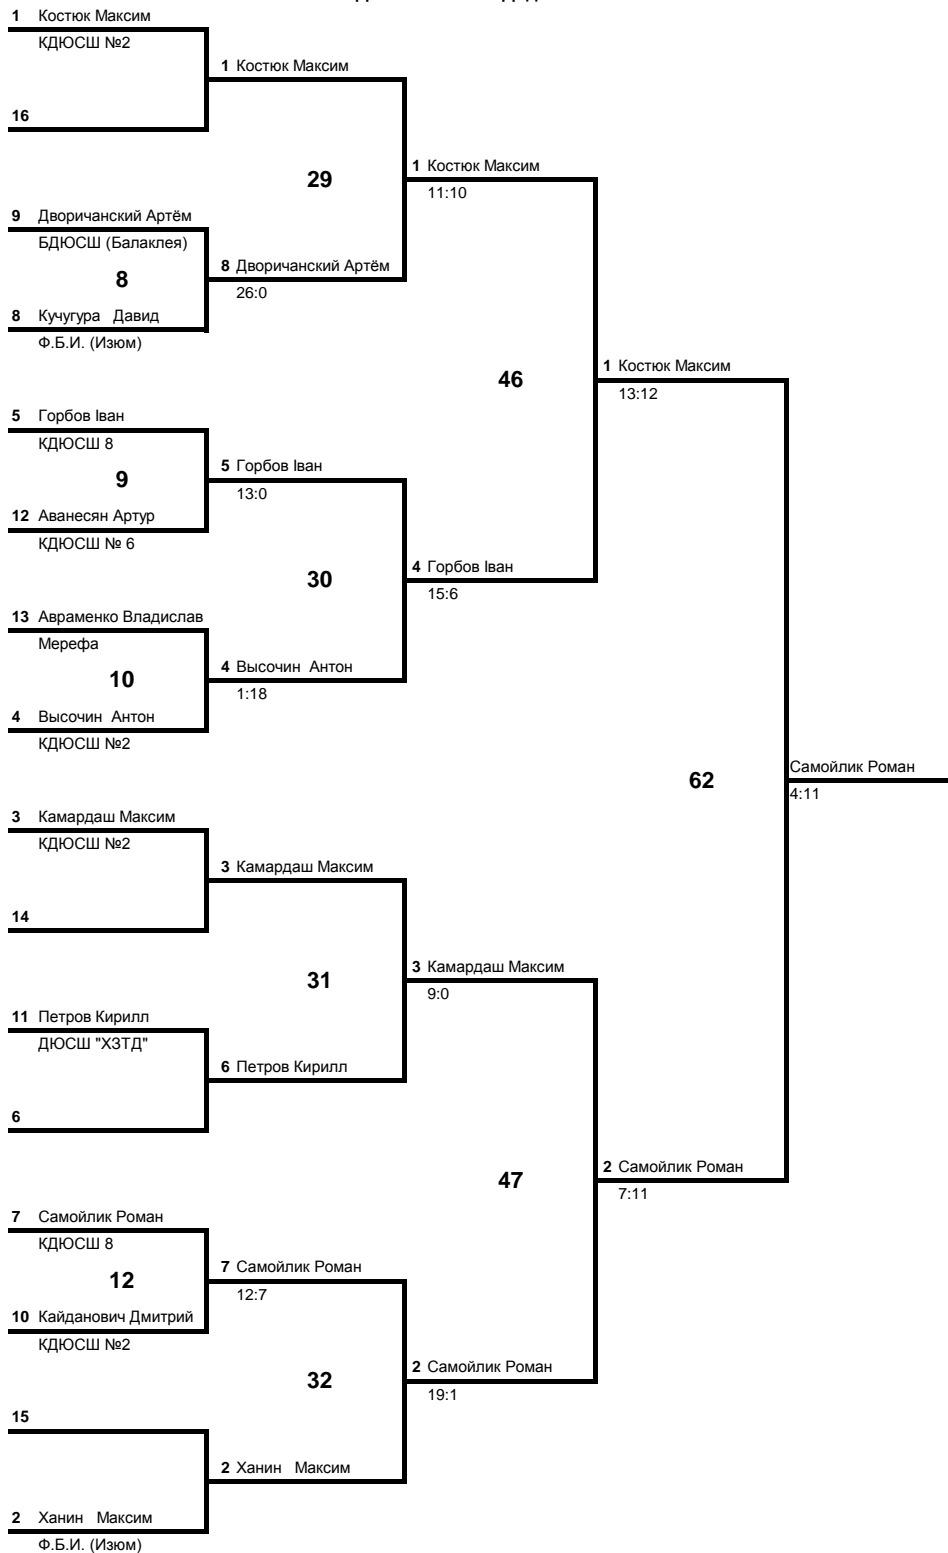 1 Костюк Максим
КДЮСШ №2
1 Костюк Максим
16
29
1 Костюк Максим
11:10
9 Дворичанский Артём
БДЮСШ (Балаклея)
8
8 Дворичанский Артём
26:0
8 Кучугура Давид
Ф.Б.И. (Изюм)
46
1 Костюк Максим
13:12
5 Горбов Іван
КДЮСШ 8
9
5 Горбов Іван
13:0
12 Аванесян Артур
КДЮСШ № 6
30
4 Горбов Іван
15:6
13 Авраменко Владислав
Мерефа
10
4 Высочин Антон
1:18
4 Высочин Антон
КДЮСШ №2
62
Самойлик Роман
4:11
3 Камардаш Максим
КДЮСШ №2
3 Камардаш Максим
14
31
3 Камардаш Максим
9:0
11 Петров Кирилл
ДЮСШ "ХЗТД"
6 Петров Кирилл
6
47
2 Самойлик Роман
7:11
7 Самойлик Роман
КДЮСШ 8
12
7 Самойлик Роман
12:7
10 Кайданович Дмитрий
КДЮСШ №2
32
2 Самойлик Роман
19:1
15
2 Ханин Максим
2 Ханин Максим
Ф.Б.И. (Изюм)